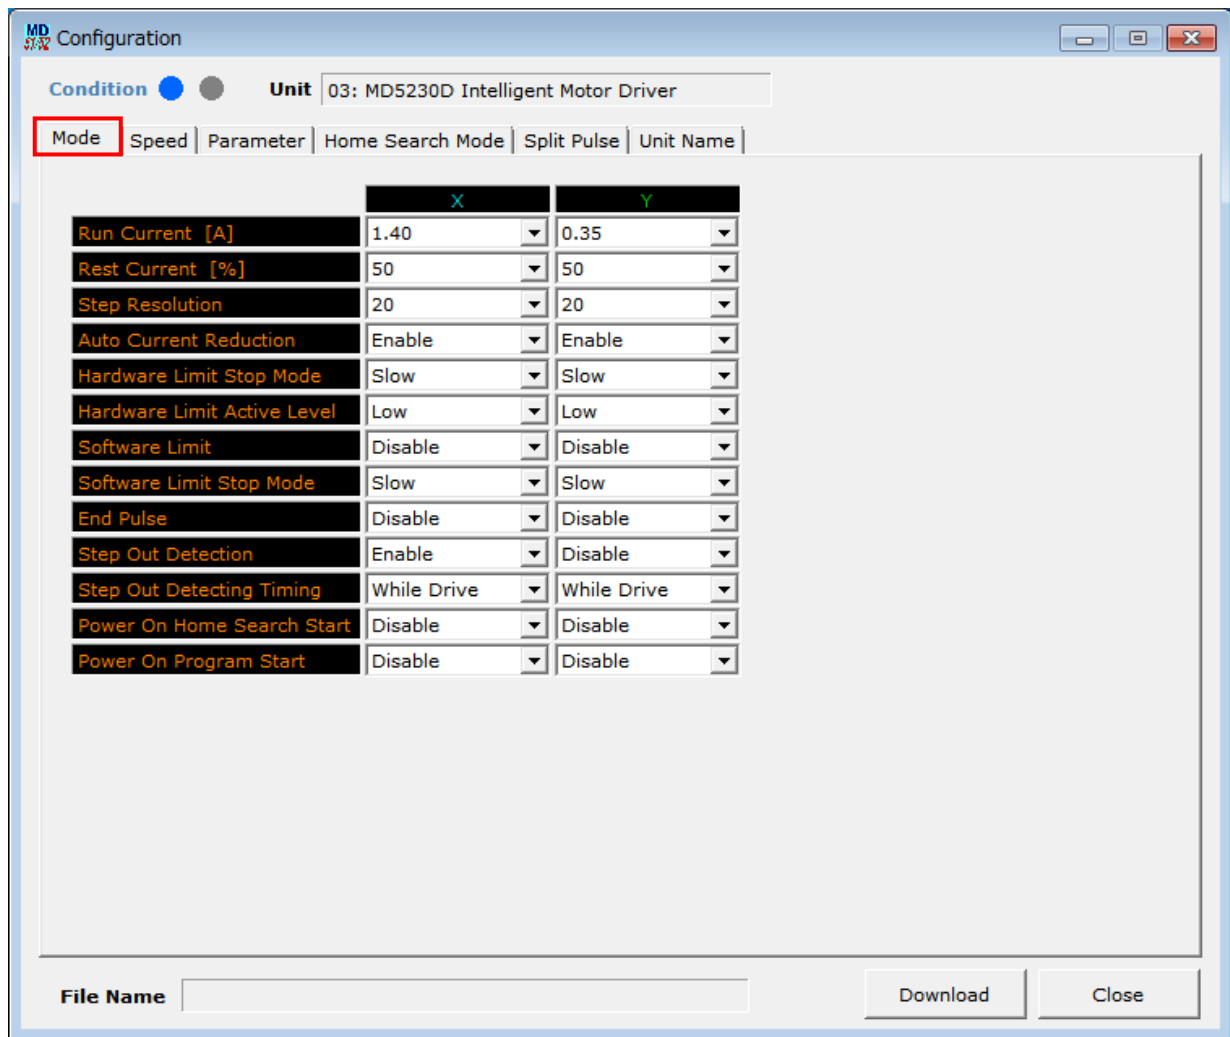 MD Configuration
Condition Unit 03: MD5230D Intelligent Motor Driver
Mode Speed Parameter Home Search Mode Split Pulse Unit Name
X Y
Run Current [A] 1.40 0.35
Rest Current [%] 50 50
Step Resolution 20 20
Auto Current Reduction Enable Enable
Hardware Limit Stop Mode Slow Slow
Hardware Limit Active Level Low Low
Software Limit Disable Disable
Software Limit Stop Mode Slow Slow
End Pulse Disable Disable
Step Out Detection Enable Disable
Step Out Detecting Timing While Drive While Drive
Power On Home Search Start Disable Disable
Power On Program Start Disable Disable
File Name Download Close